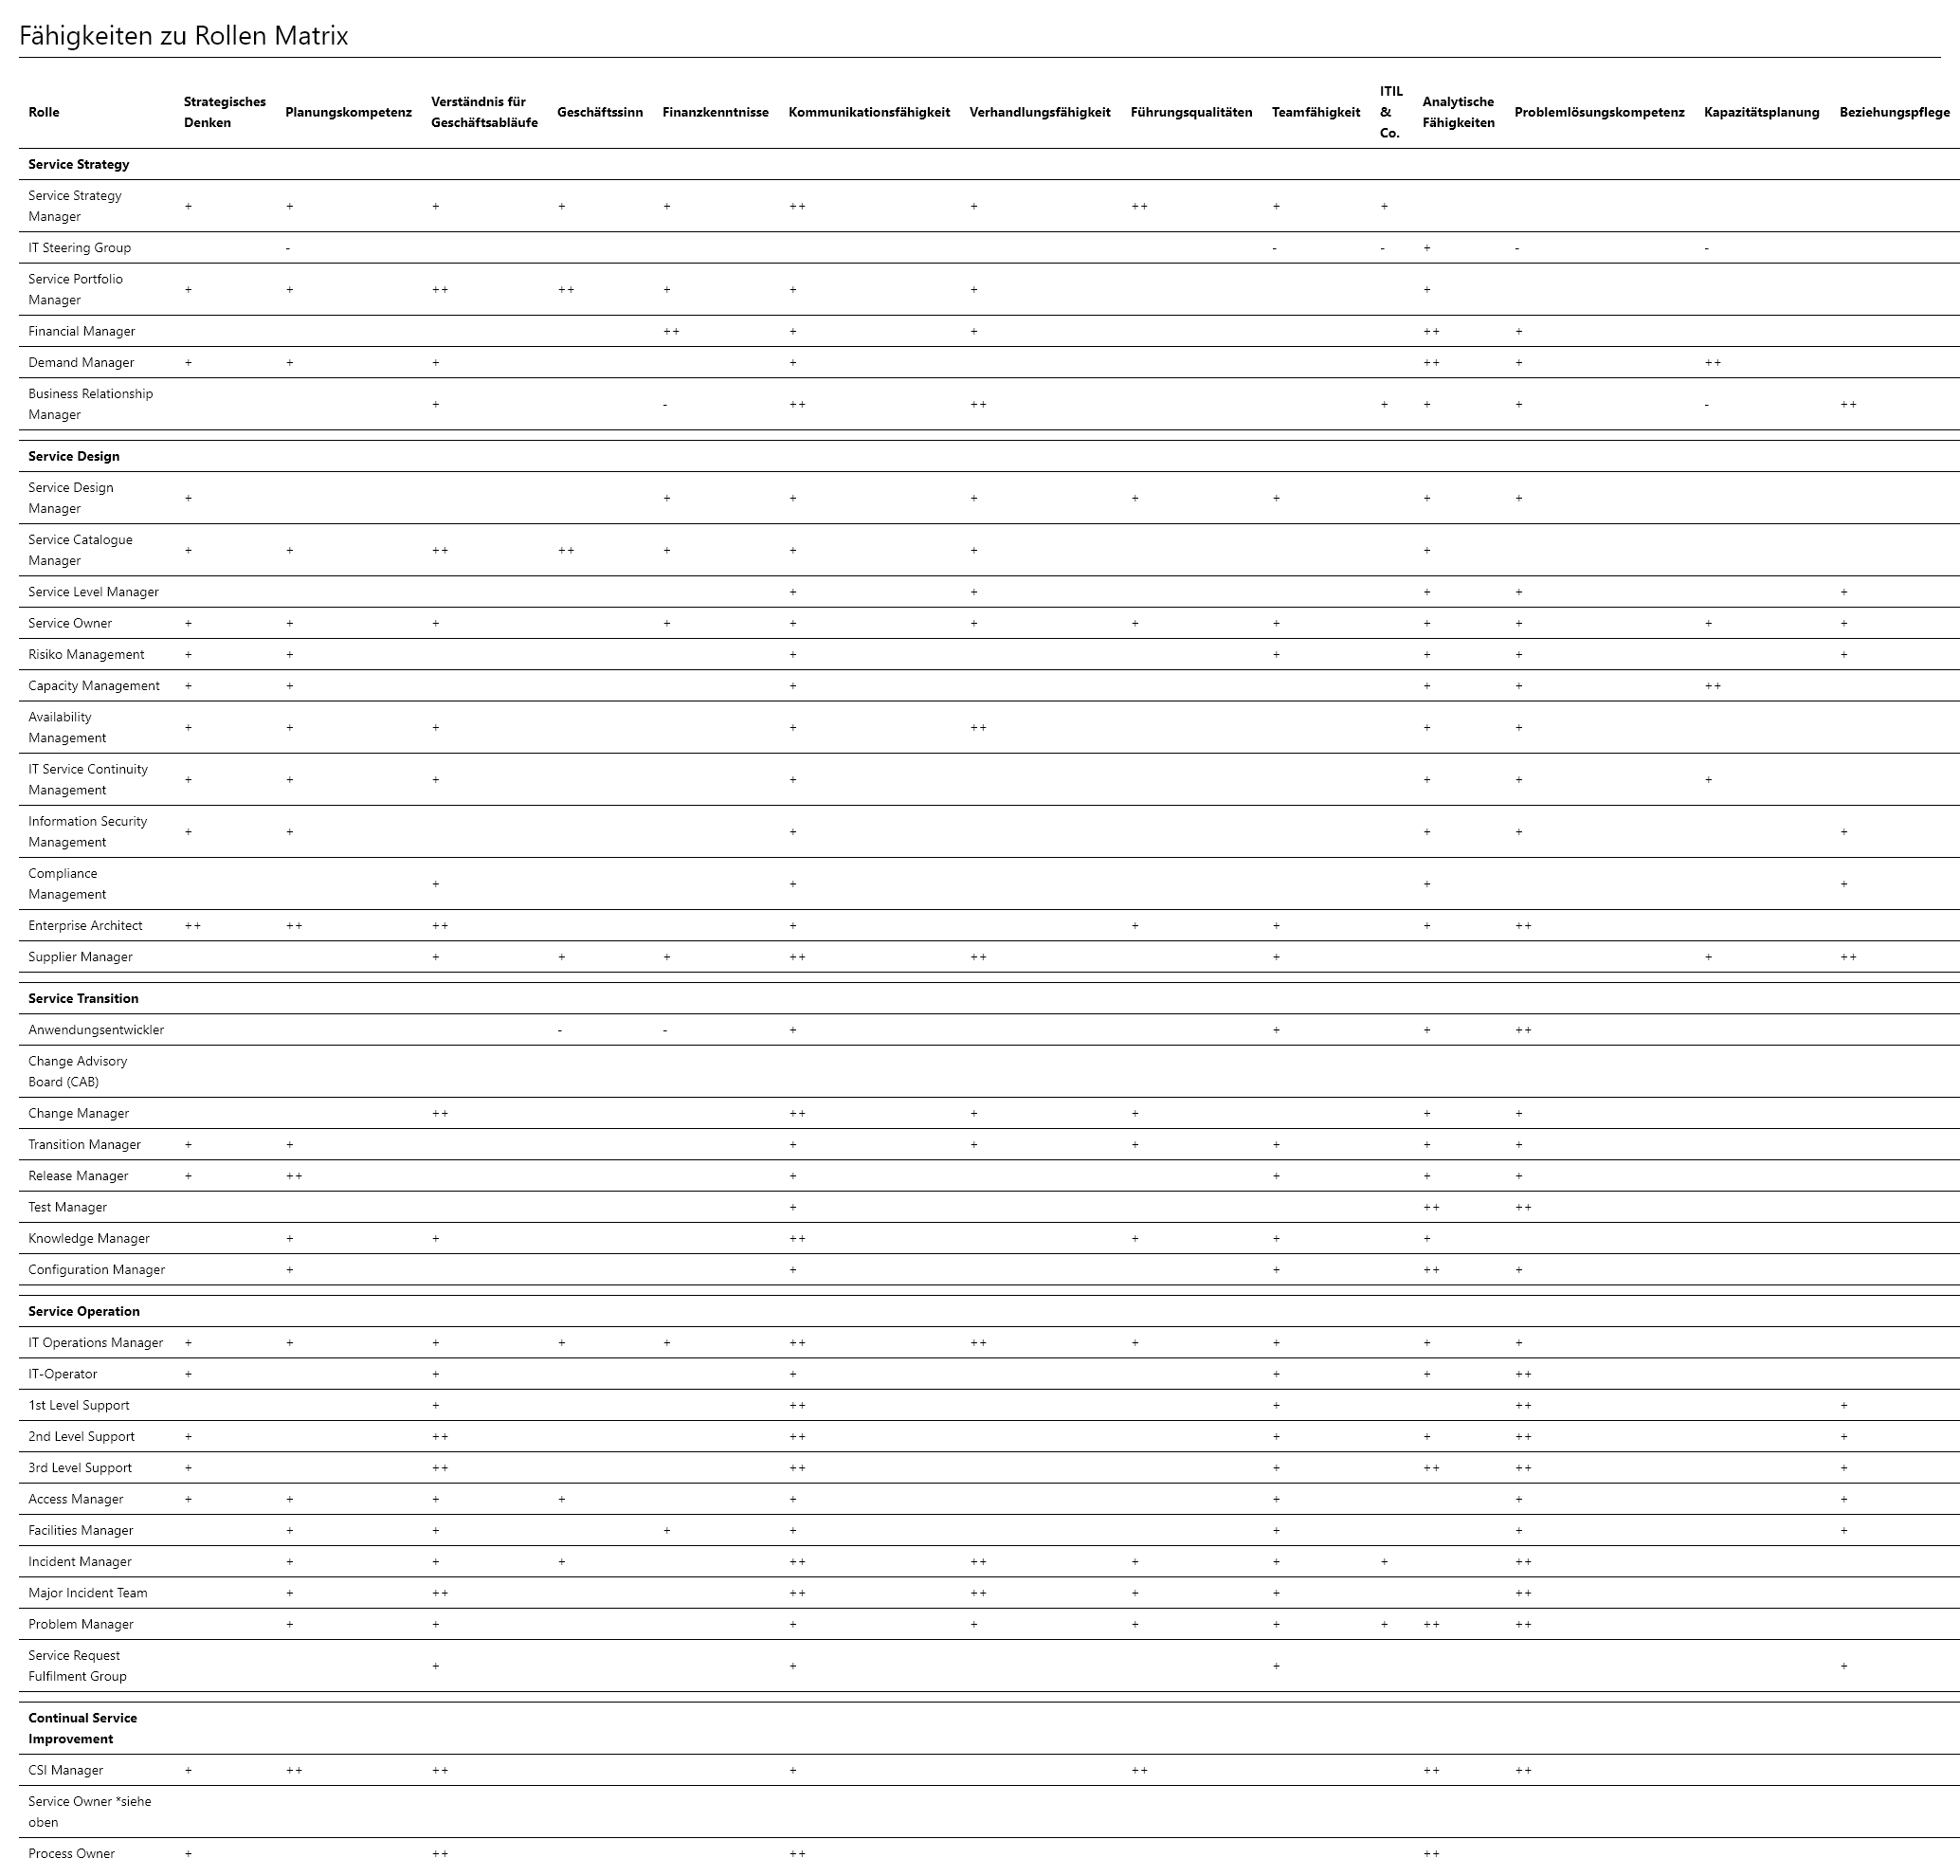 Fähigkeiten zu Rollen Matrix
Rolle Strategisches Denken Planungskompetenz Verständnis für Geschäftsabläufe Geschäftssinn Finanzkenntnisse Kommunikationsfähigkeit Verhandlungsfähigkeit Führungsqualitäten Teamfähigkeit ITIL & Co. Analytische Fähigkeiten Problemlösungskompetenz Kapazitätsplanung Beziehungspflege
Service Strategy
Service Strategy Manager + + + + + ++ + ++ + +
IT Steering Group - - - + - -
Service Portfolio Manager + + ++ ++ + + + +
Financial Manager ++ + + ++ +
Demand Manager + + + + ++ + ++
Business Relationship Manager + - ++ ++ + + + - ++
Service Design
Service Design Manager + + + + + + + +
Service Catalogue Manager + + ++ ++ + + + +
Service Level Manager + + + + +
Service Owner + + + + + + + + + + + +
Risiko Management + + + + + + +
Capacity Management + + + + + ++
Availability Management + + + + ++ + +
IT Service Continuity Management + + + + + + +
Information Security Management + + + + + +
Compliance Management + + + +
Enterprise Architect ++ ++ ++ + + + + ++
Supplier Manager + + + ++ ++ + + ++
Service Transition
Anwendungsentwickler - - + + + ++
Change Advisory Board (CAB)
Change Manager ++ ++ + + + +
Transition Manager + + + + + + + +
Release Manager + ++ + + + +
Test Manager + ++ ++
Knowledge Manager + + ++ + + +
Configuration Manager + + + ++ +
Service Operation
IT Operations Manager + + + + + ++ ++ + + + +
IT-Operator + + + + + ++
1st Level Support + ++ + ++ +
2nd Level Support + ++ ++ + + ++ +
3rd Level Support + ++ ++ + ++ ++ +
Access Manager + + + + + + + +
Facilities Manager + + + + + + +
Incident Manager + + + ++ ++ + + + ++
Major Incident Team + ++ ++ ++ + + ++
Problem Manager + + + + + + + ++ ++
Service Request Fulfilment Group + + + +
Continual Service Improvement
CSI Manager + ++ ++ + ++ ++ ++
Service Owner *siehe oben
Process Owner + ++ ++ ++